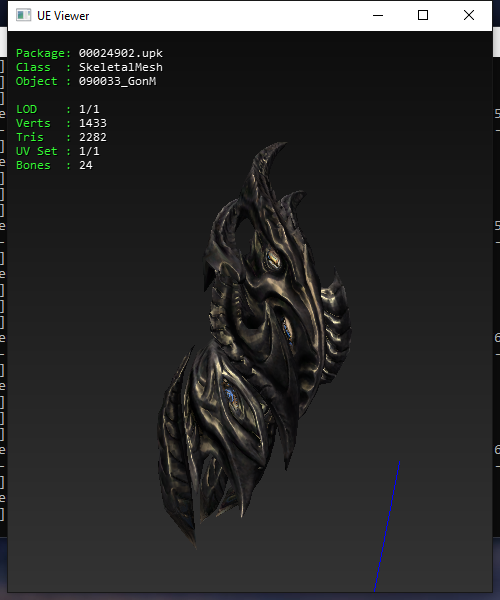 UE Viewer
Package: 00024902.upk
Class : SkeletalMesh
Object : 090033_GonM
LOD : 1/1
Verts : 1433
Tris : 2282
UV Set : 1/1
Bones : 24